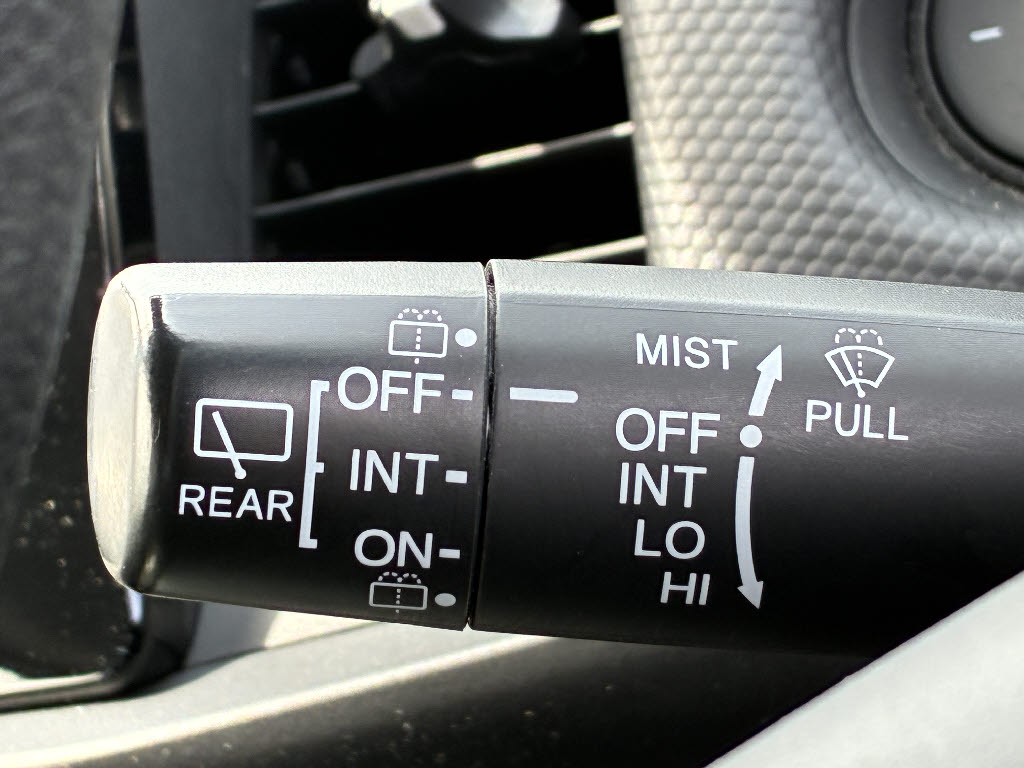 REAR
OFF
INT
ON
MIST
OFF
INT
LO
HI
PULL